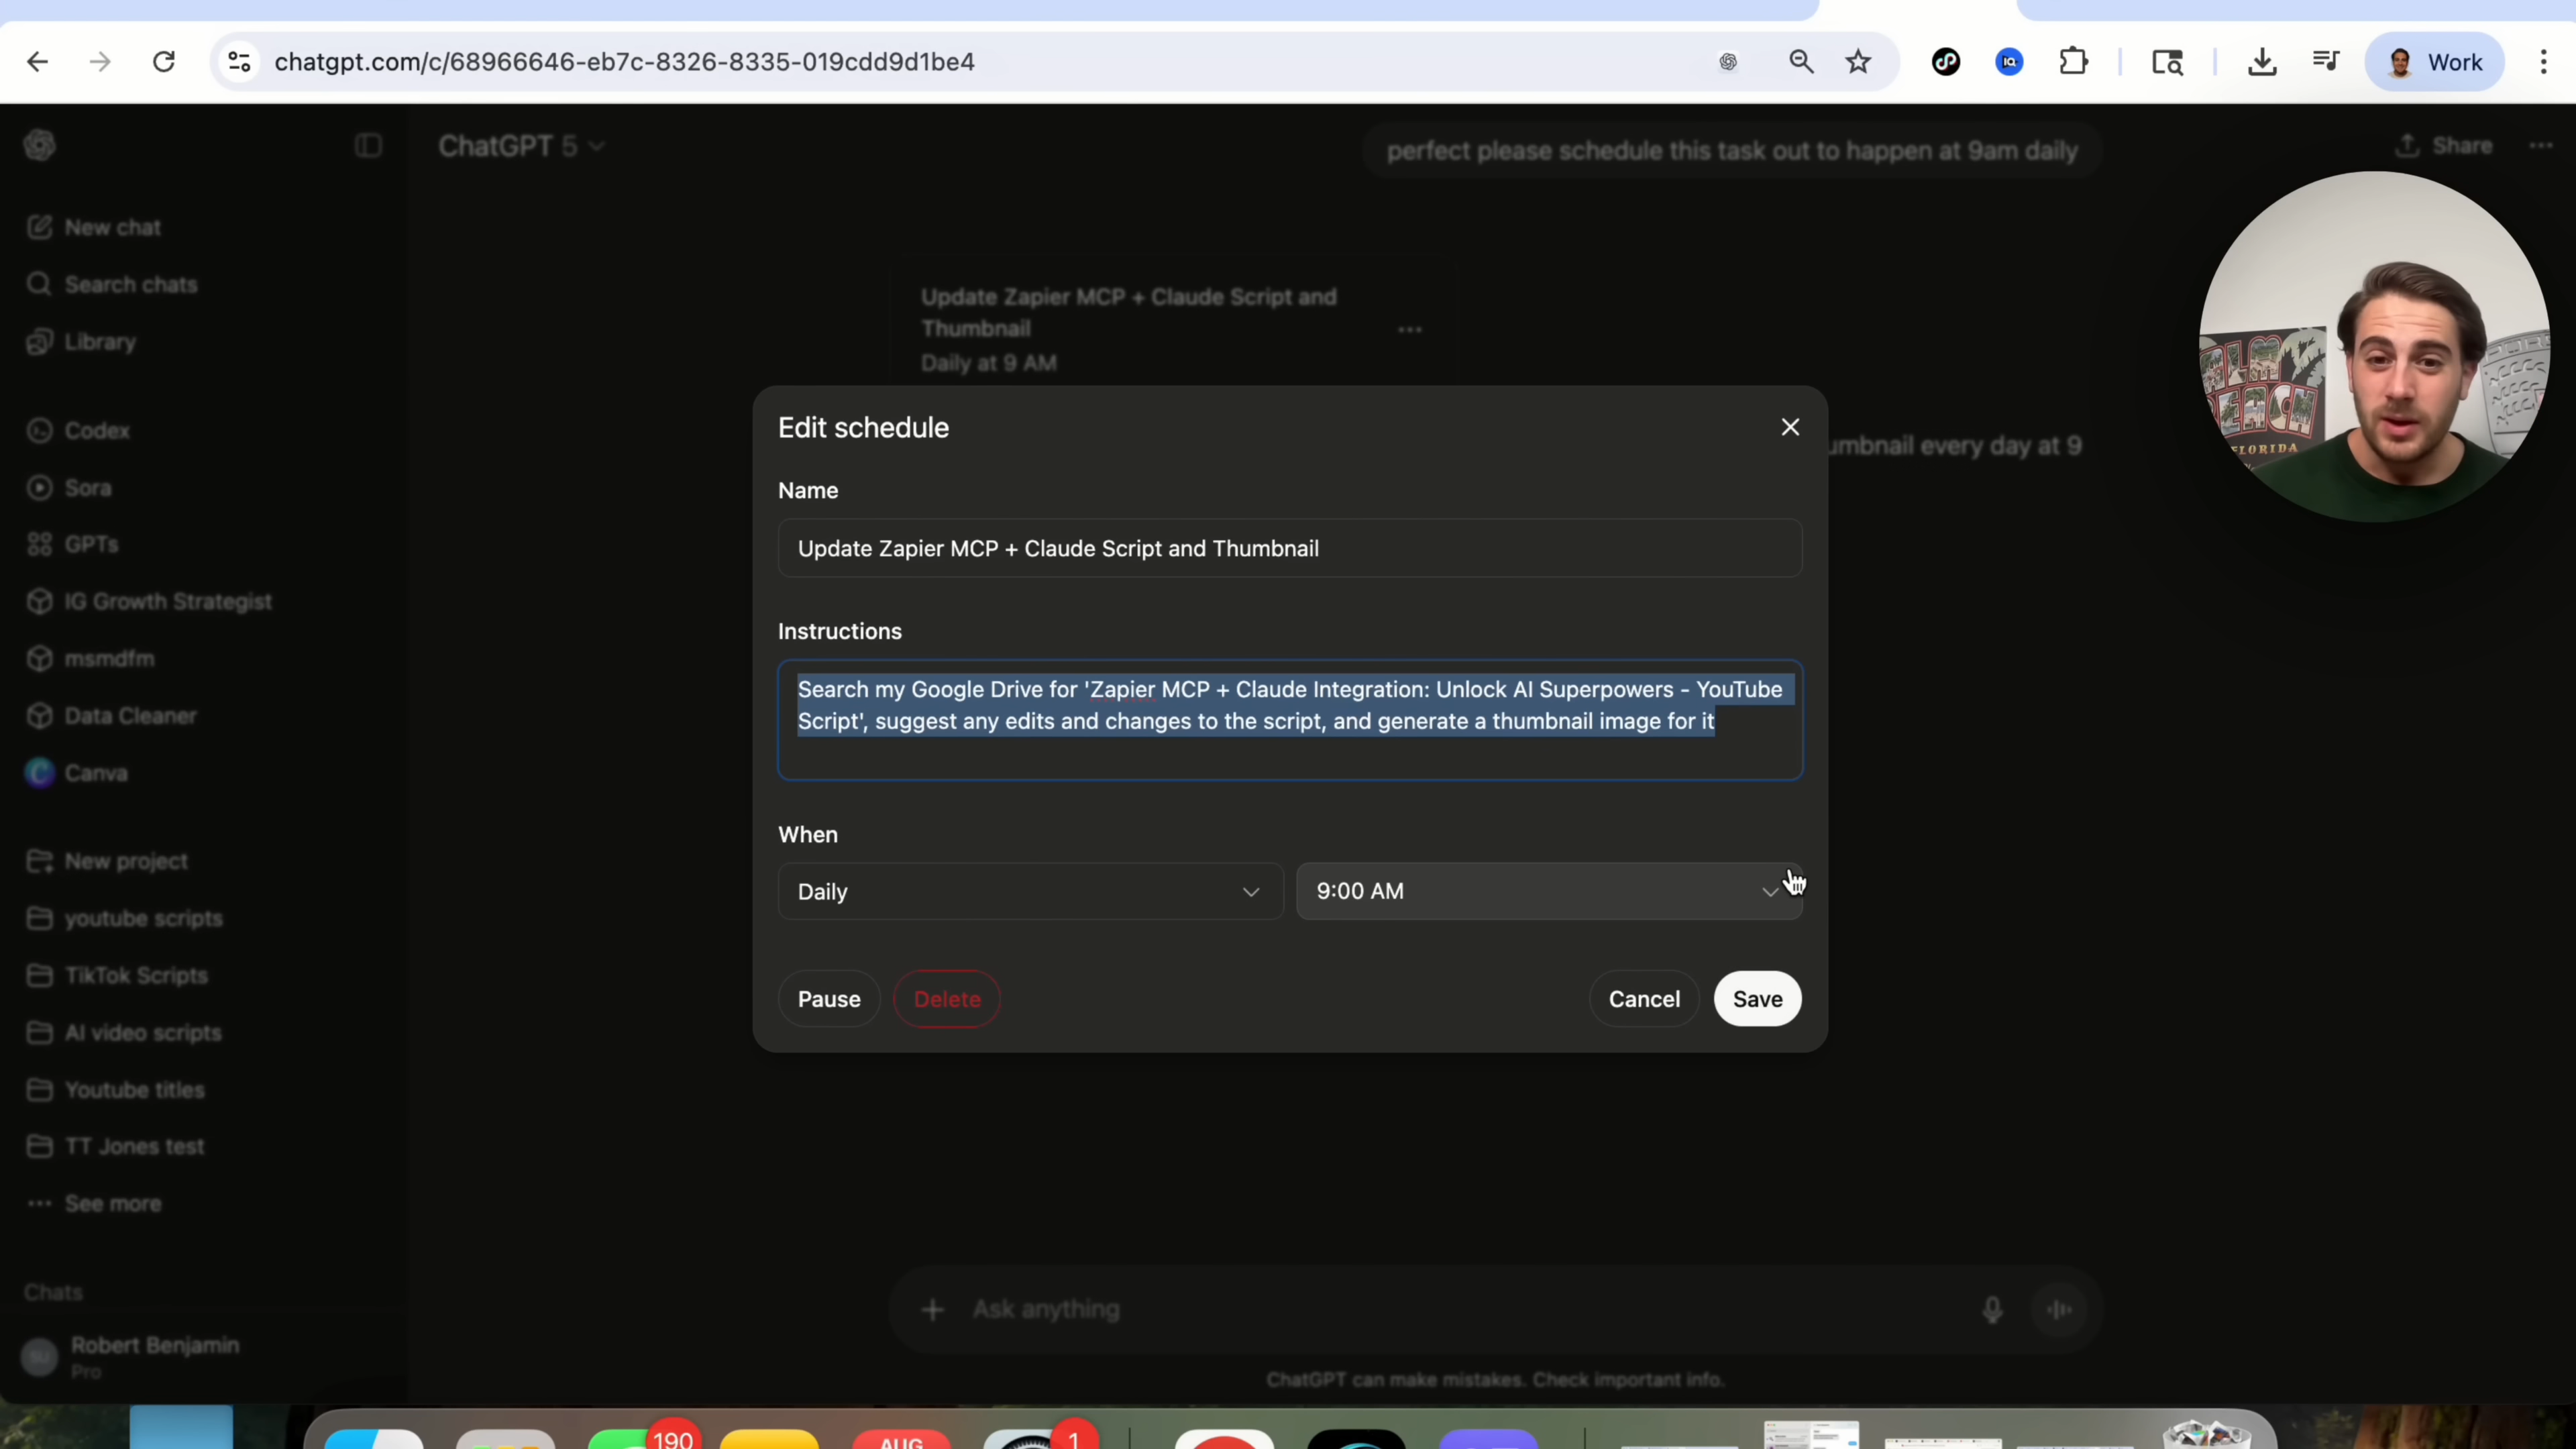 chatgpt.com/c/68966646-eb7c-8326-8335-019cdd9d1be4
Work
ChatGPT 5
perfect please schedule this task out to happen at 9am daily
Share
New chat
Search chats
Library
Codex
Sora
GPTs
IG Growth Strategist
msmdfm
Data Cleaner
Canva
New project
youtube scripts
TikTok Scripts
AI video scripts
Youtube titles
TT Jones test
See more
Chats
Robert Benjamin
Pro
Update Zapier MCP + Claude Script and
Thumbnail
Daily at 9 AM
umbnail every day at 9
Edit schedule
Name
Update Zapier MCP + Claude Script and Thumbnail
Instructions
Search my Google Drive for 'Zapier MCP + Claude Integration: Unlock AI Superpowers - YouTube
Script', suggest any edits and changes to the script, and generate a thumbnail image for it
When
Daily
9:00 AM
Pause
Delete
Cancel
Save
Ask anything
ChatGPT can make mistakes. Check important info.
FLORIDA
190
AUG
1